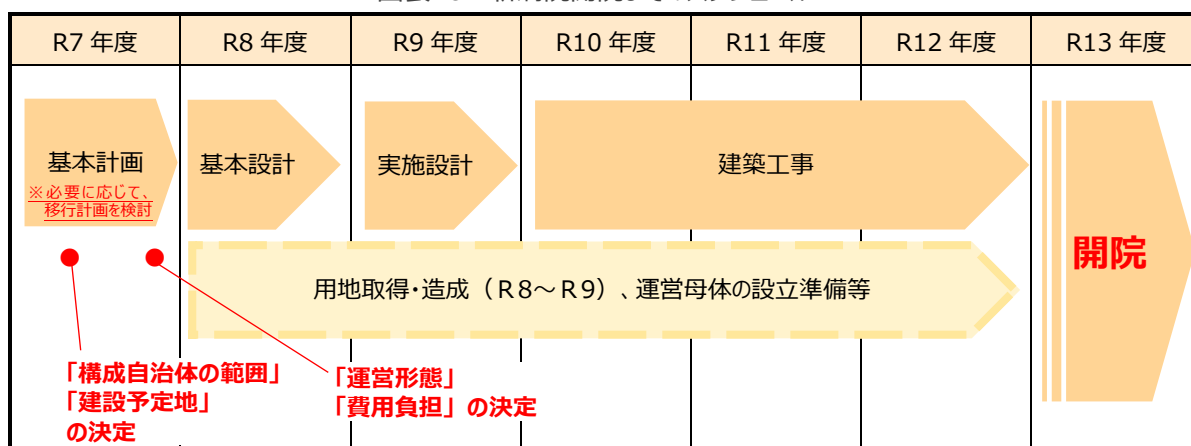 R7 年度
R8 年度
R9 年度
R10 年度
R11 年度
R12 年度
R13 年度
基本計画
※必要に応じて、
移行計画を検討
基本設計
実施設計
建築工事
開院
用地取得・造成（R8～R9）、運営母体の設立準備等
「構成自治体の範囲」
「建設予定地」
の決定
「運営形態」
「費用負担」の決定